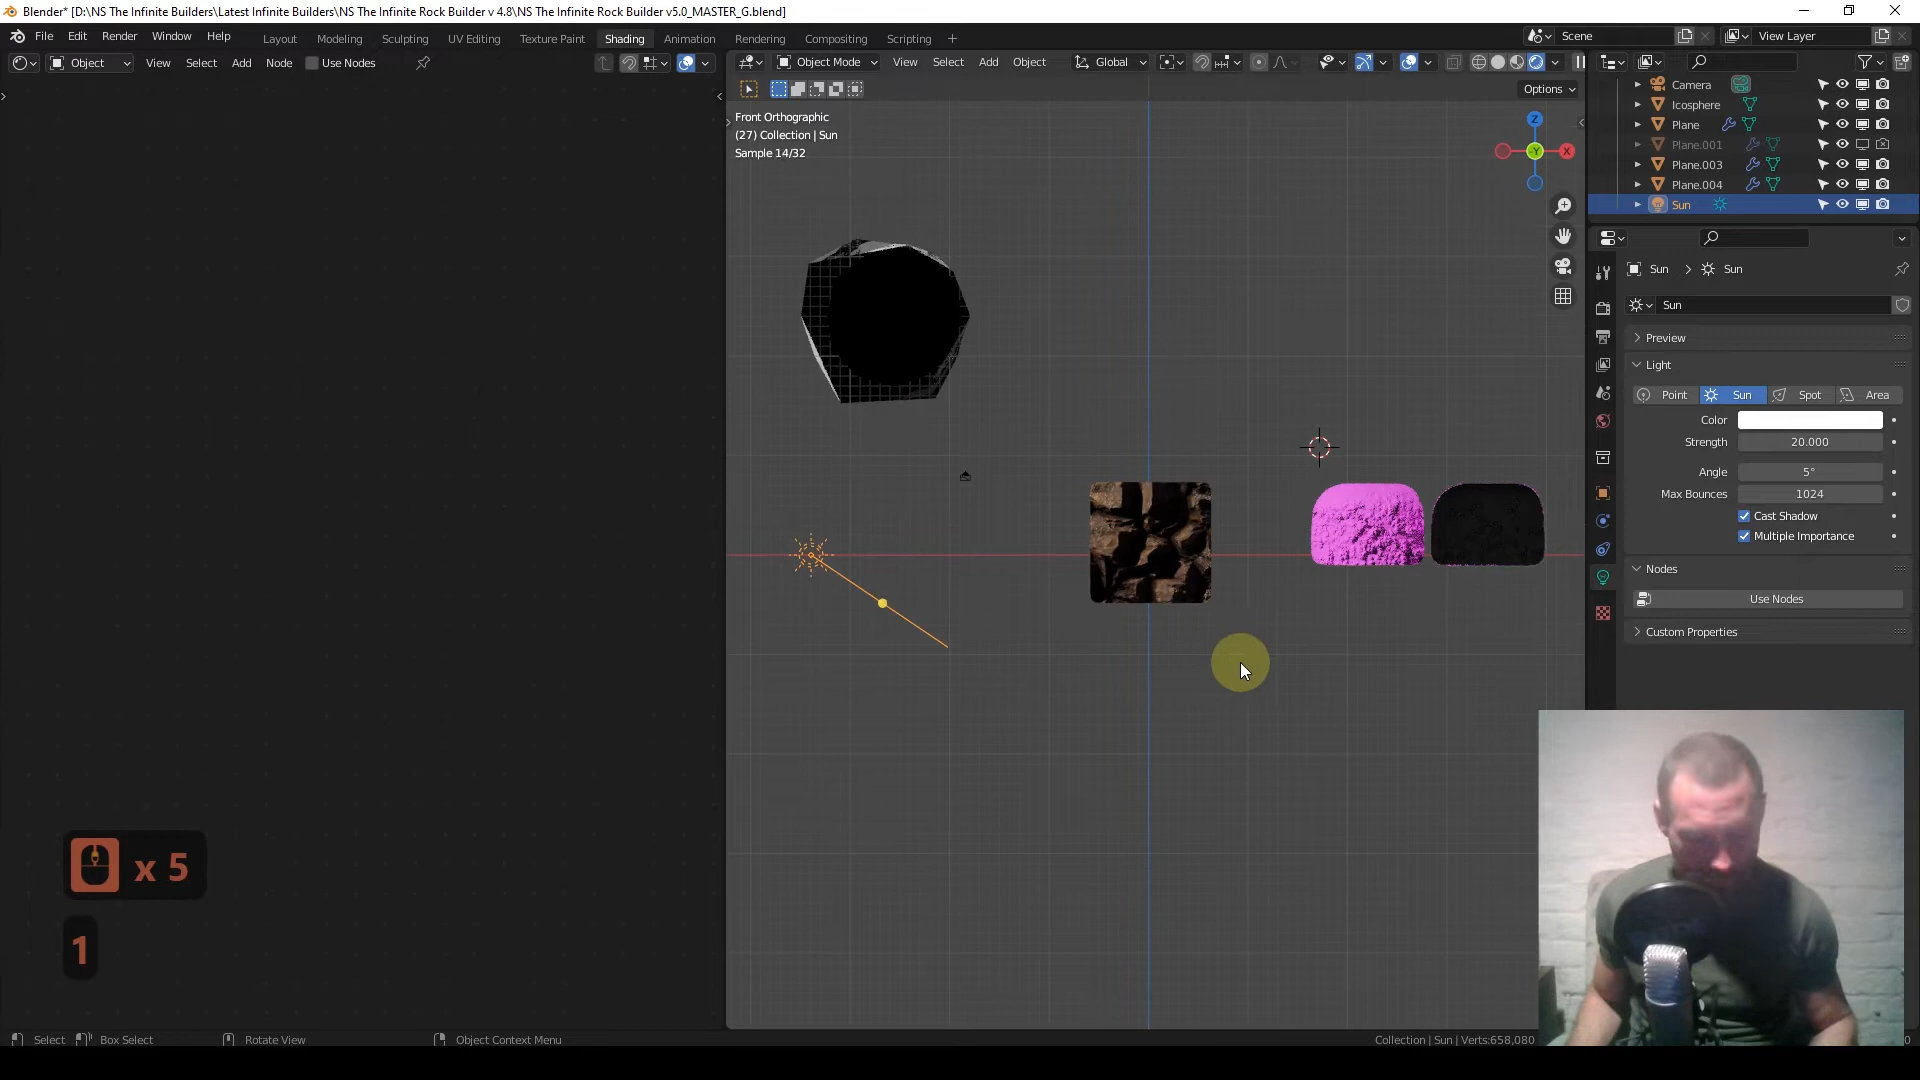 Blender* [D:\NS The Infinite Builders\Latest Infinite Builders\NS The Infinite Rock Builder v 4.8\NS The Infinite Rock Builder v5.0_MASTER_G.blend]
File Edit Render Window Help Layout Modeling Sculpting UV Editing Texture Paint Shading Animation Rendering Compositing Scripting + Scene View Layer
Object View Select Add Node Use Nodes Object Mode View Select Add Object Global
Options
Front Orthographic
(27) Collection | Sun
Sample 14/32
Z
-Y X
Camera
Icosphere
Plane
Plane.001
Plane.003
Plane.004
Sun
Sun > Sun
Sun
Preview
Light
Point Sun Spot Area
Color
Strength 20.000
Angle 5°
Max Bounces 1024
Cast Shadow
Multiple Importance
Nodes
Use Nodes
Custom Properties
x 5
1
Select Box Select Rotate View Object Context Menu Collection | Sun | Verts:658,080